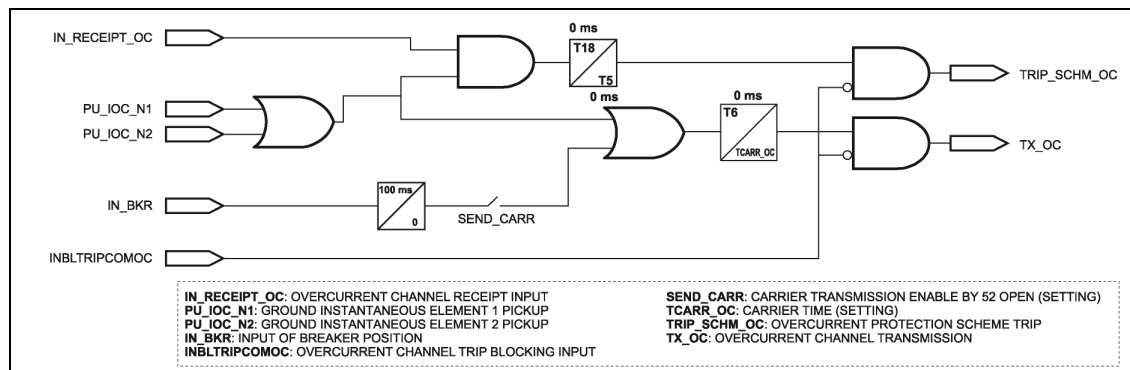 IN_RECEIPT_OC
0 ms
T18
T5
TRIP_SCHM_OC
PU_IOC_N1
PU_IOC_N2
0 ms
0 ms
T6
TCARR_OC
TX_OC
IN_BKR
100 ms
0
SEND_CARR
INBLTRIPCOMOC
IN_RECEIPT_OC: OVERCURRENT CHANNEL RECEIPT INPUT
PU_IOC_N1: GROUND INSTANTANEOUS ELEMENT 1 PICKUP
PU_IOC_N2: GROUND INSTANTANEOUS ELEMENT 2 PICKUP
IN_BKR: INPUT OF BREAKER POSITION
INBLTRIPCOMOC: OVERCURRENT CHANNEL TRIP BLOCKING INPUT
SEND_CARR: CARRIER TRANSMISSION ENABLE BY 52 OPEN (SETTING)
TCARR_OC: CARRIER TIME (SETTING)
TRIP_SCHM_OC: OVERCURRENT PROTECTION SCHEME TRIP
TX_OC: OVERCURRENT CHANNEL TRANSMISSION